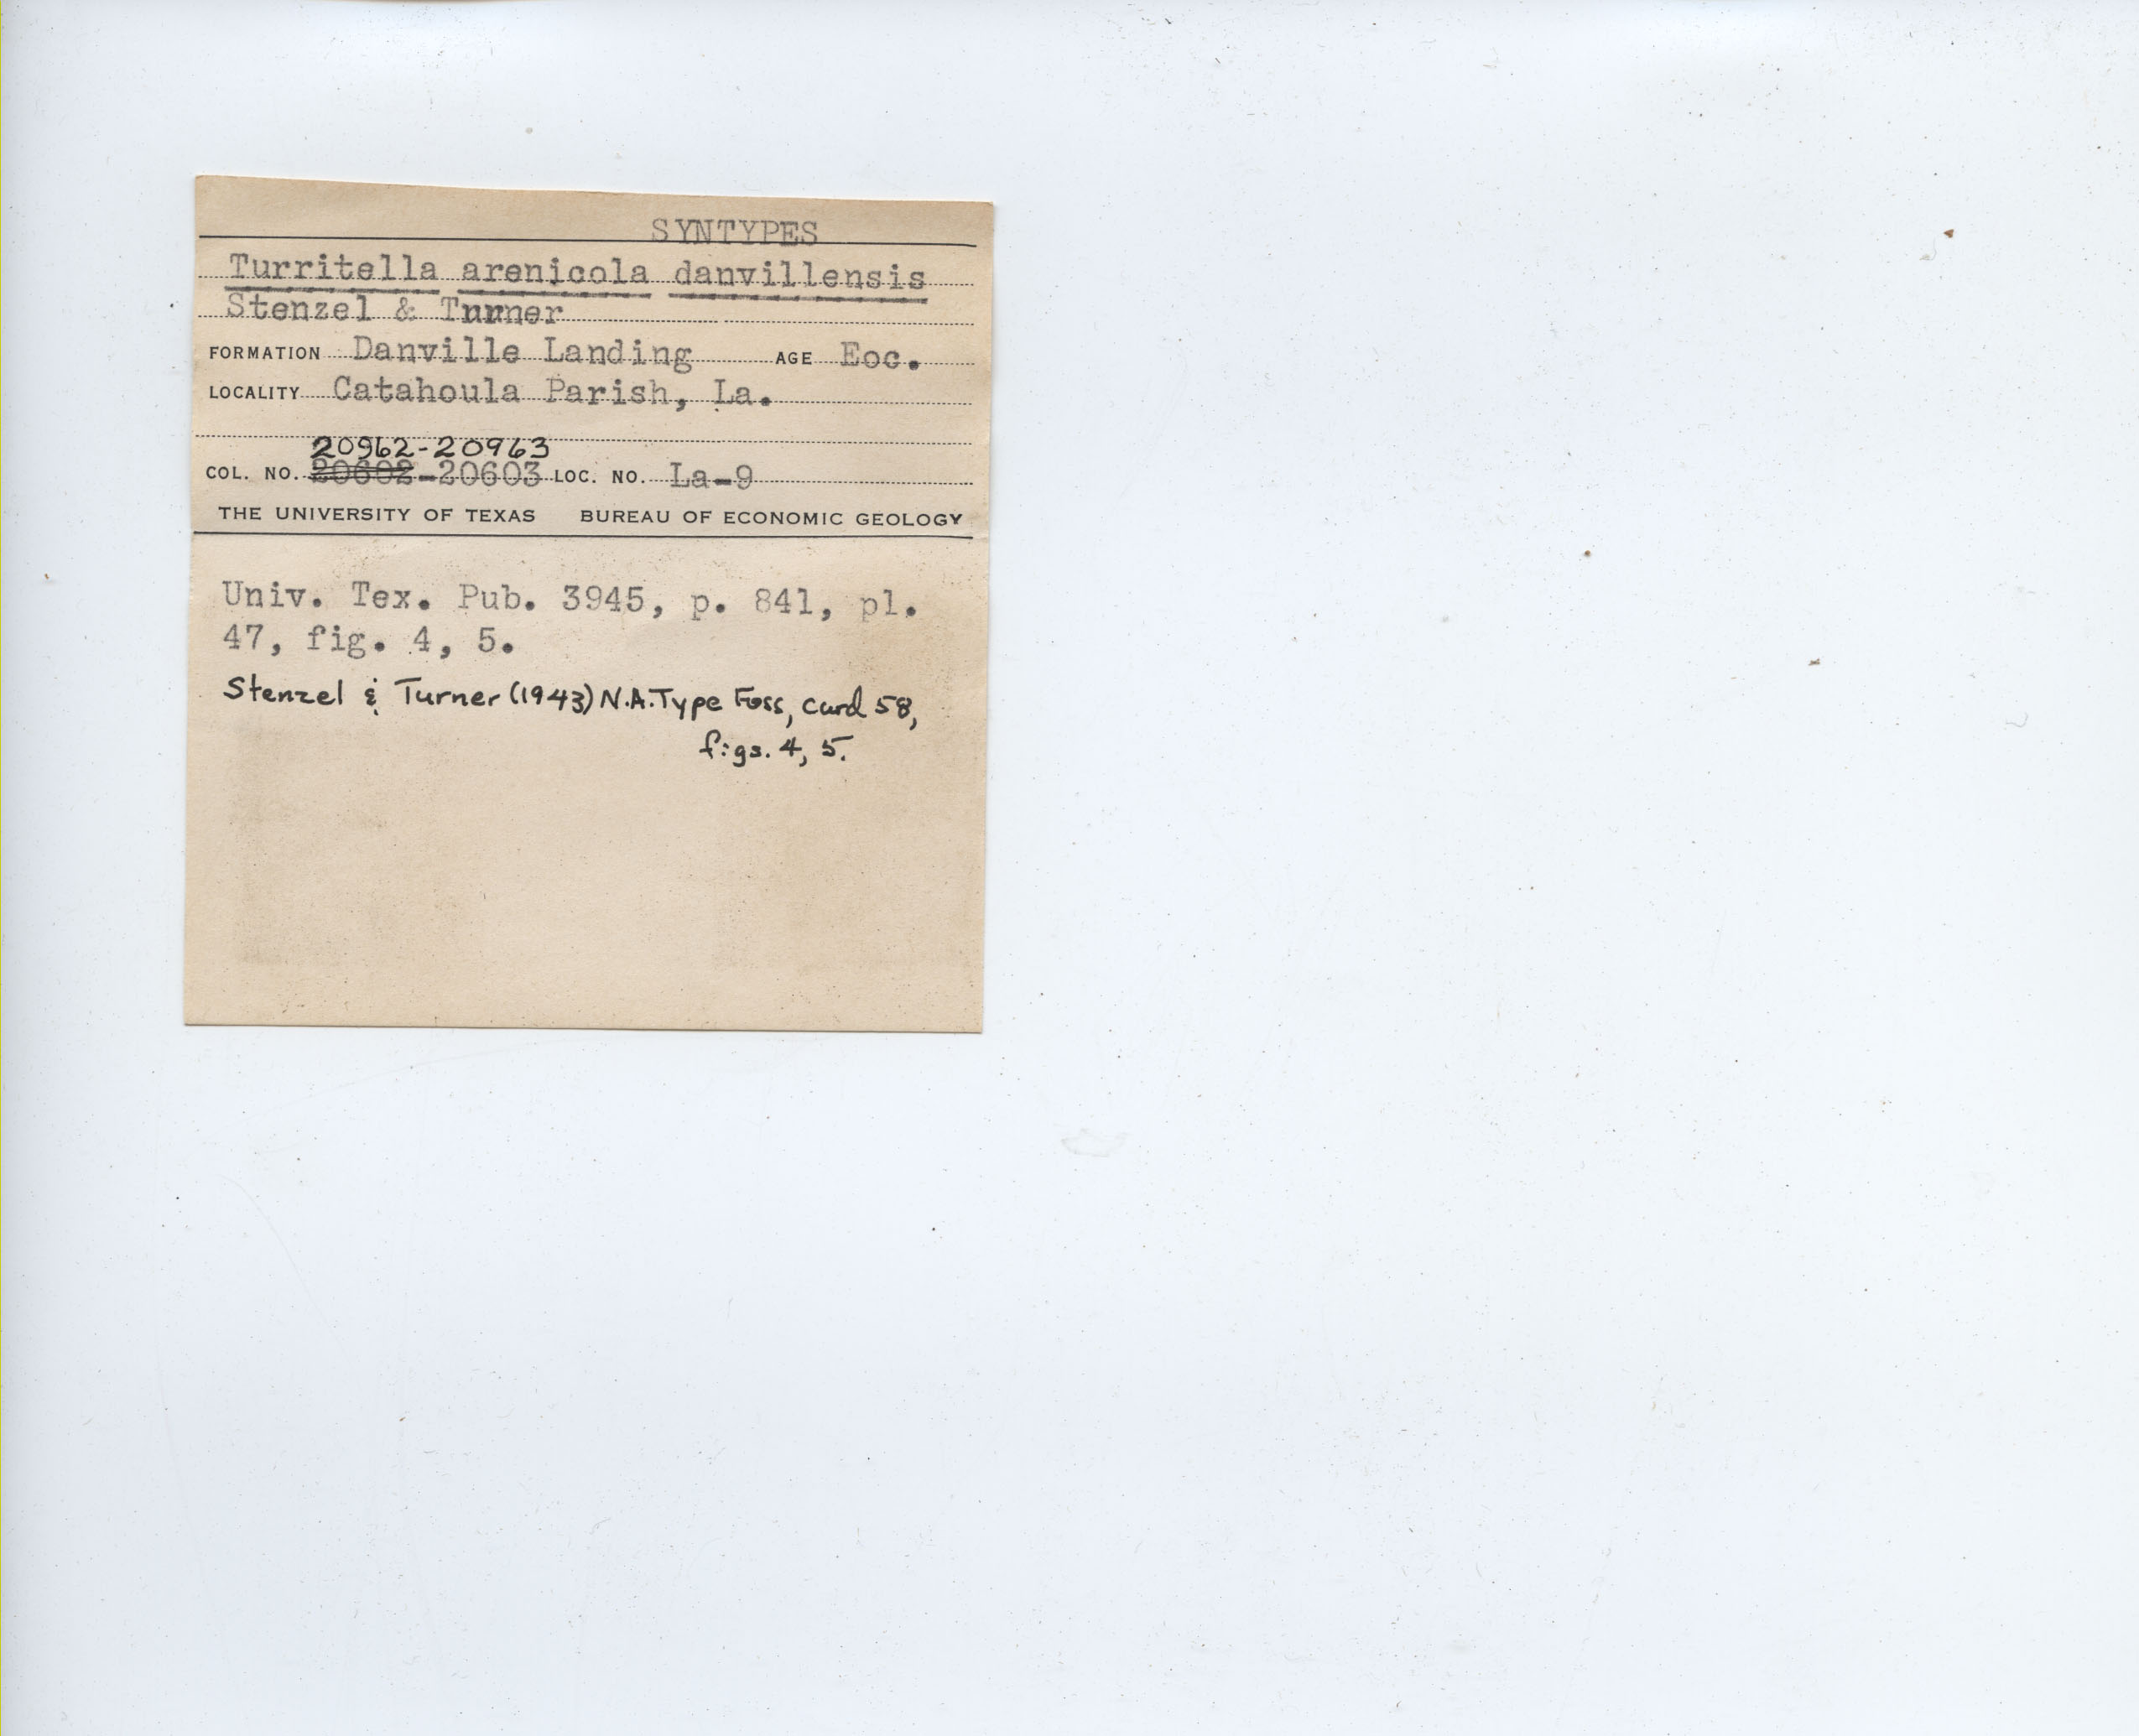 SYNTYPES
Turritella arenicola danvillensis
Stenzel & Turner
FORMATION Danville Landing AGE Eoc.
LOCALITY Catahoula Parish, La.
20962-20963
COL. NO. 20602-20603 LOC. NO. La-9
THE UNIVERSITY OF TEXAS BUREAU OF ECONOMIC GEOLOGY
Univ. Tex. Pub. 3945, p. 841, pl.
47, fig. 4, 5.
Stenzel & Turner (1943) N.A. Type Foss, card 58,
figs. 4, 5.